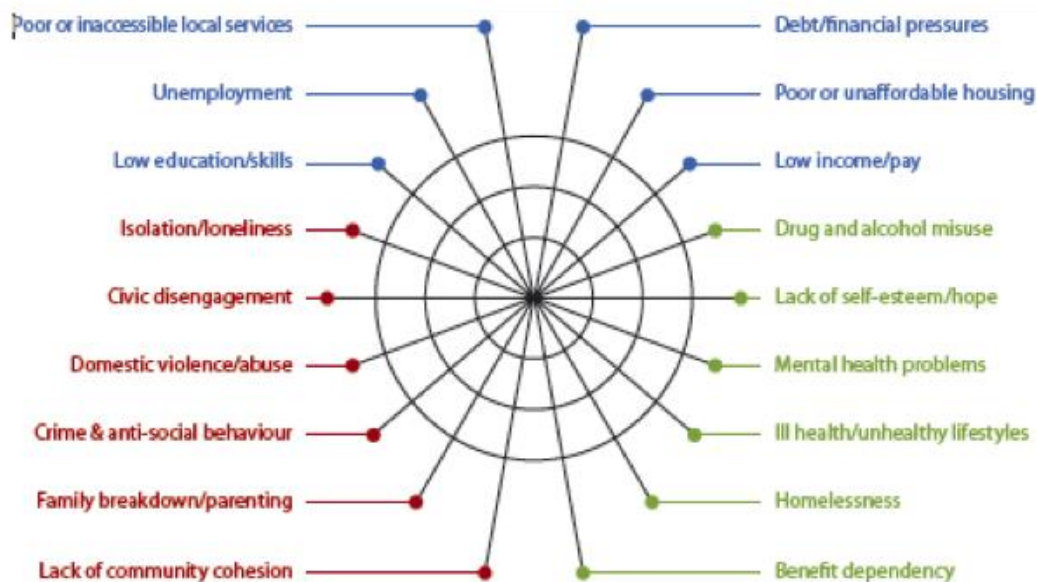 Poor or inaccessible local services
Unemployment
Low education/skills
Isolation/loneliness
Civic disengagement
Domestic violence/abuse
Crime & anti-social behaviour
Family breakdown/parenting
Lack of community cohesion
Debt/financial pressures
Poor or unaffordable housing
Low income/pay
Drug and alcohol misuse
Lack of self-esteem/hope
Mental health problems
Ill health/unhealthy lifestyles
Homelessness
Benefit dependency